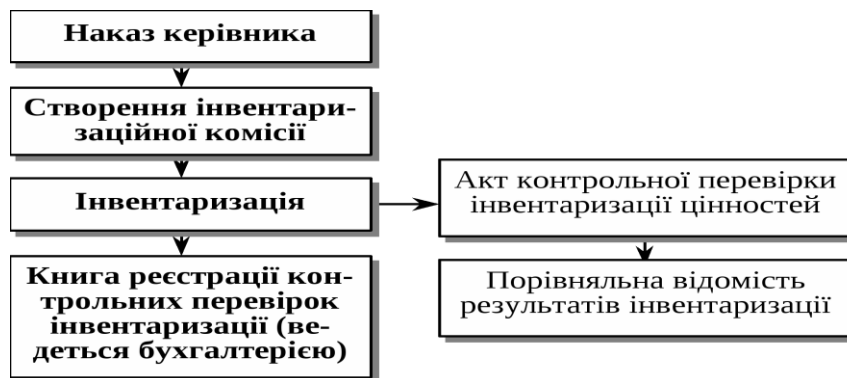 Наказ керівника
Створення інвентари-
заційної комісії
Інвентаризація
Книга реєстрації кон-
трольних перевірок
інвентаризації (ве-
деться бухгалтерією)
Акт контрольної перевірки
інвентаризації цінностей
Порівняльна відомість
результатів інвентаризації